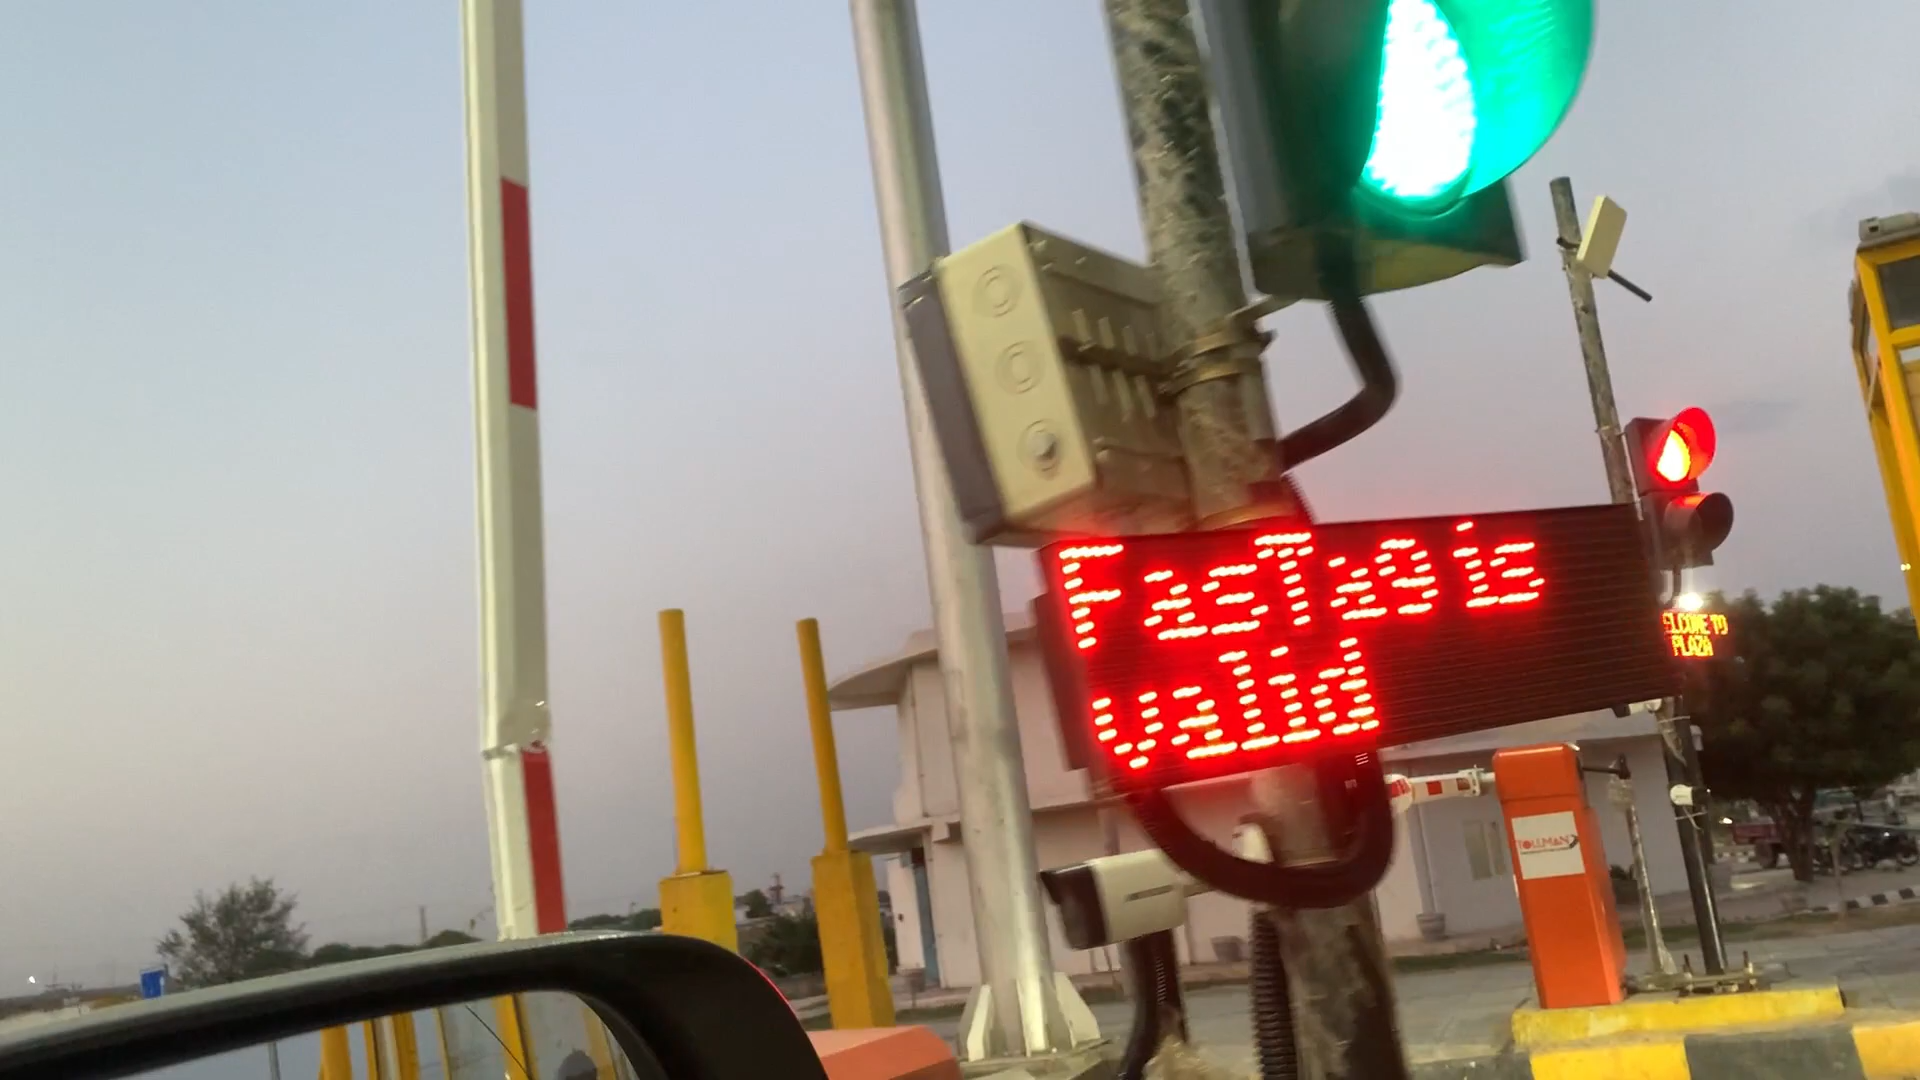 FasTag is
valid
ELCOME TO
PLAZA
TOLLMAN